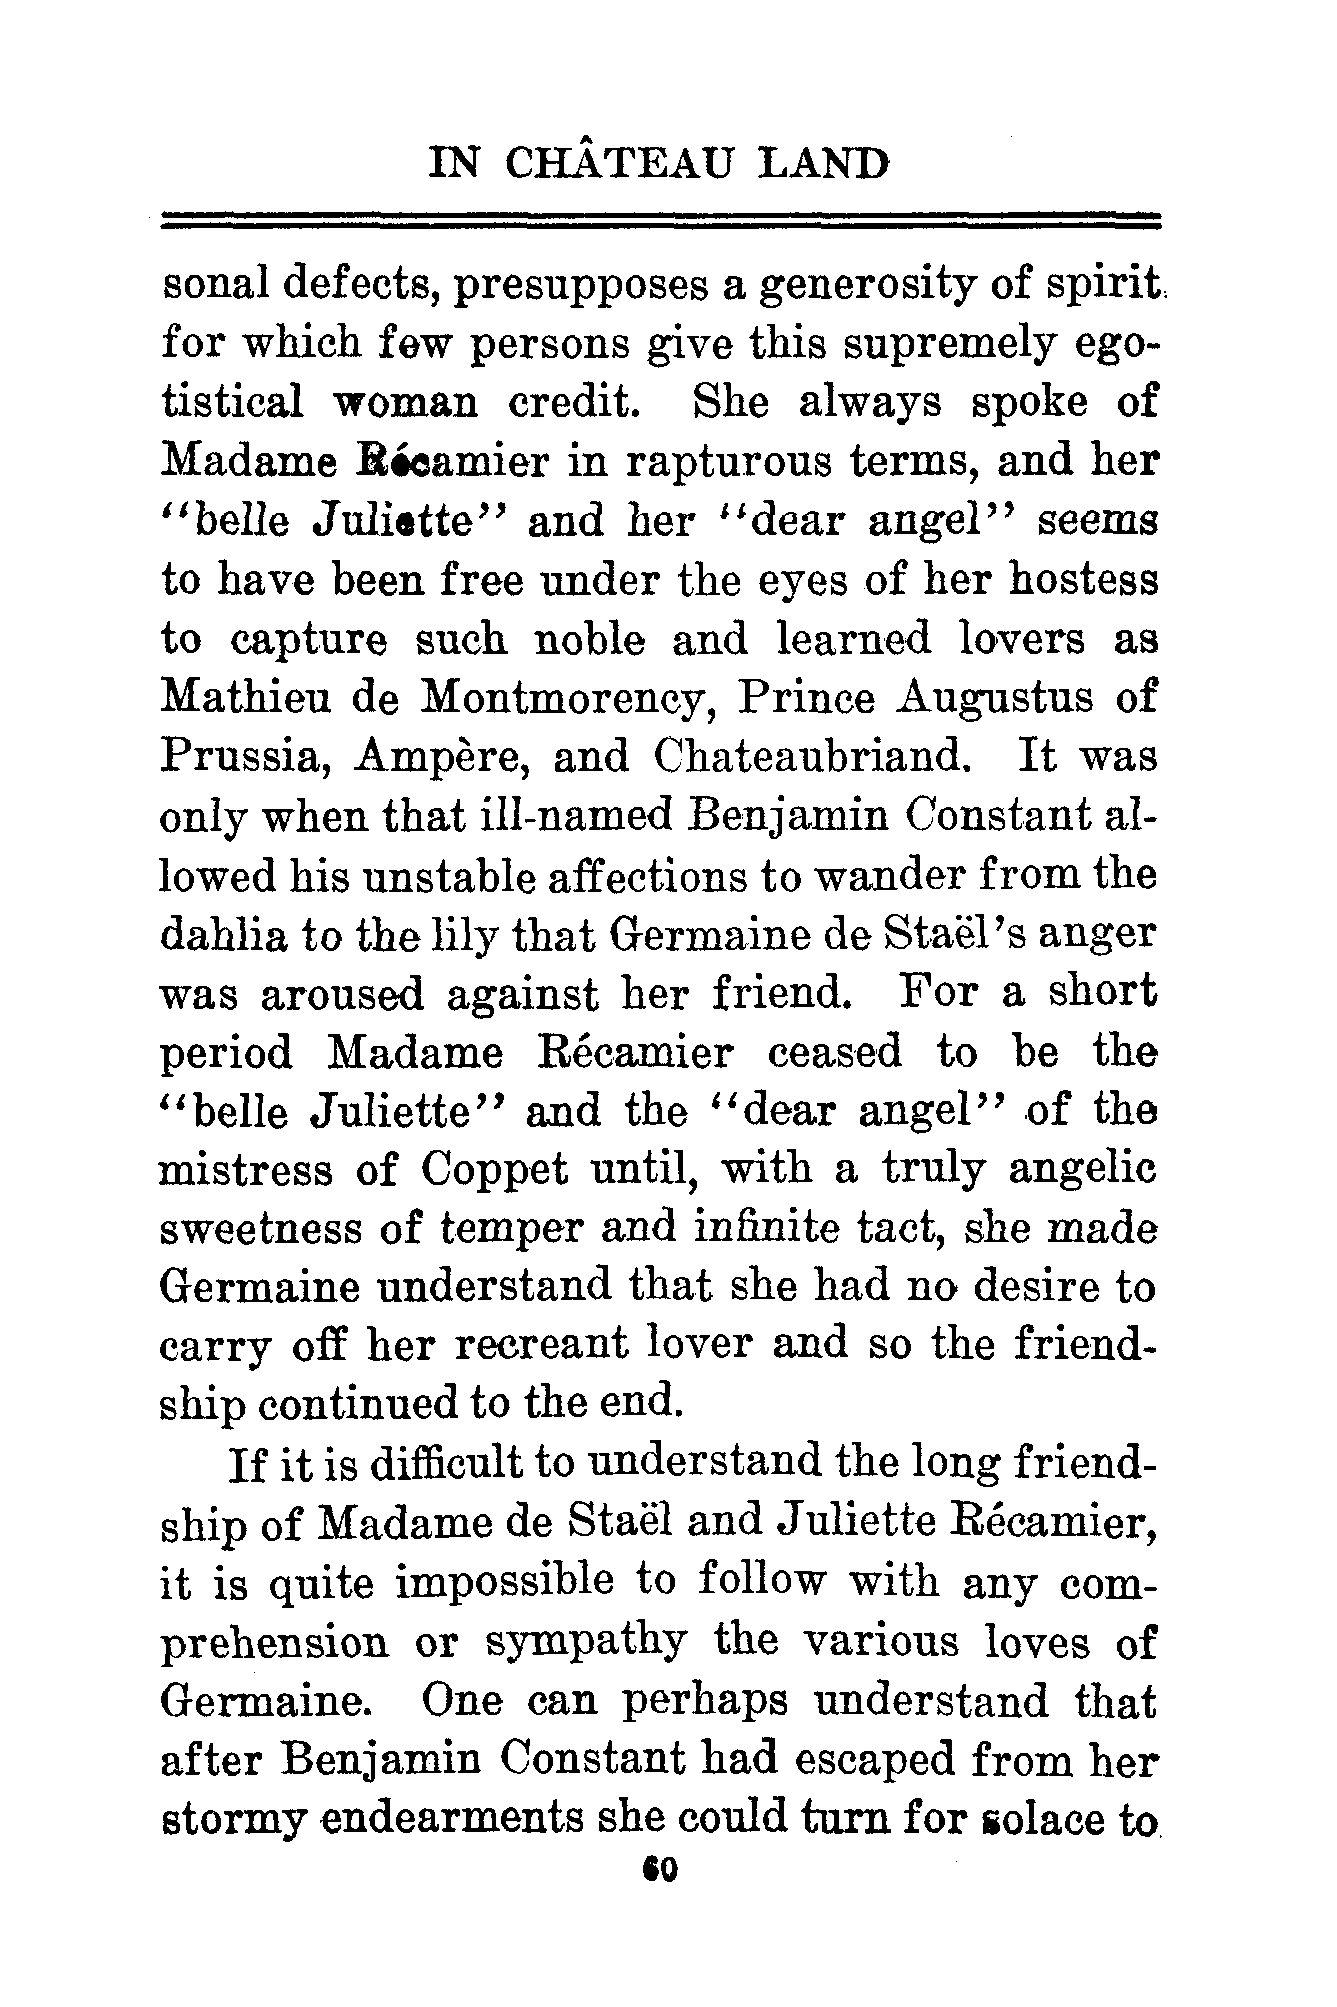 IN CHÂTEAU LAND
sonal defects, presupposes a generosity of spirit
for which few persons give this supremely ego-
tistical woman credit. She always spoke of
Madame Récamier in rapturous terms, and her
“belle Juliette” and her “dear angel” seems
to have been free under the eyes of her hostess
to capture such noble and learned lovers as
Mathieu de Montmorency, Prince Augustus of
Prussia, Ampère, and Chateaubriand. It was
only when that ill-named Benjamin Constant al-
lowed his unstable affections to wander from the
dahlia to the lily that Germaine de Staël’s anger
was aroused against her friend. For a short
period Madame Récamier ceased to be the
“belle Juliette” and the “dear angel” of the
mistress of Coppet until, with a truly angelic
sweetness of temper and infinite tact, she made
Germaine understand that she had no desire to
carry off her recreant lover and so the friend-
ship continued to the end.
If it is difficult to understand the long friend-
ship of Madame de Staël and Juliette Récamier,
it is quite impossible to follow with any com-
prehension or sympathy the various loves of
Germaine. One can perhaps understand that
after Benjamin Constant had escaped from her
stormy endearments she could turn for solace to
60